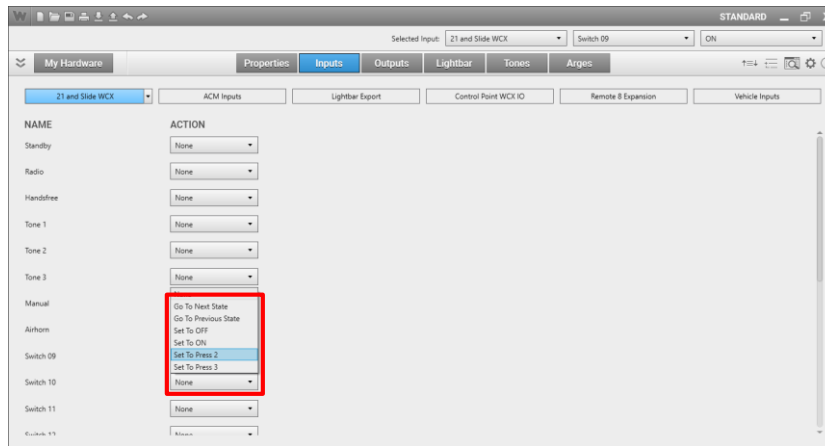 W STANDARD
Selected Input: 21 and Slide WCX Switch 09 ON
My Hardware Properties Inputs Outputs Lightbar Tones Arges
21 and Slide WCX ACM Inputs Lightbar Export Control Point WCX IO Remote 8 Expansion Vehicle Inputs
NAME ACTION
Standby None
Radio None
Handsfree None
Tone 1 None
Tone 2 None
Tone 3 None
Manual
Go To Next State
Go To Previous State
Airhorn Set To OFF
Set To ON
Switch 09 Set To Press 2
Set To Press 3
Switch 10 None
Switch 11 None
Switch 12 None